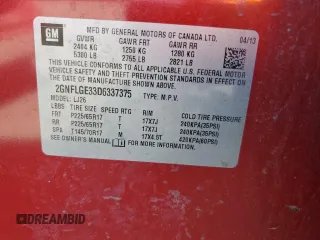 GM
MFD BY GENERAL MOTORS OF CANADA LTD.
04/13
GVWR GAWR FRT GAWR RR
2404 KG 1250 KG 1280 KG
5300 LB 2755 LB 2821 LB
THIS VEHICLE CONFORMS TO ALL APPLICABLE U.S. FEDERAL MOTOR
VEHICLE SAFETY AND THEFT PREVENTION STANDARDS IN EFFECT ON
THE DATE OF MANUFACTURE SHOWN ABOVE.
2GNFLGE33D6337375 TYPE: M.P.V.
MODEL: LJ26
LBS TIRE SIZE SPEED RTG RIM COLD TIRE PRESSURE
FRT P225/65R17 T 17X7J 240KPA(35PSI)
RR P225/65R17 T 17X7J 240KPA(35PSI)
SPA T145/70R17 M 17X4.5T 420KPA(60PSI)
SEE OWNER MANUAL FOR MORE INFORMATION.
DREAMBID